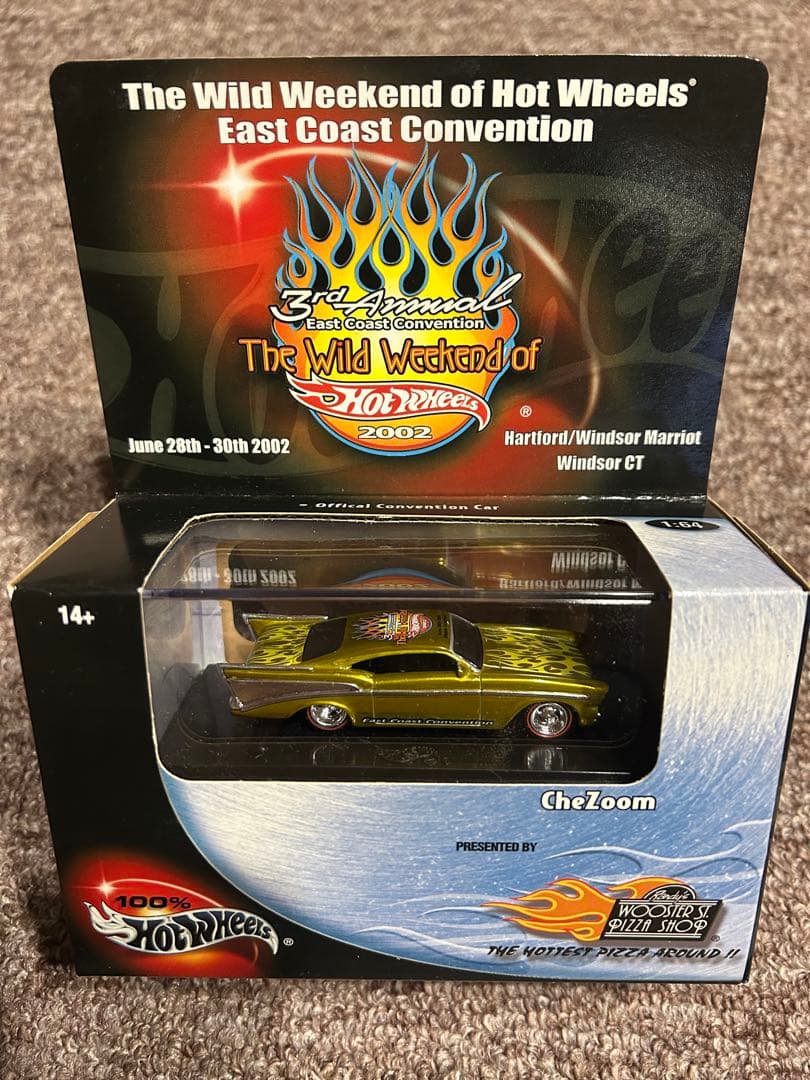 The Wild Weekend of Hot Wheels®
East Coast Convention
3rd Annual
East Coast Convention
The Wild Weekend of
Hot Wheels
®
2002
June 28th - 30th 2002
Hartford/Windsor Marriot
Windsor CT
- Offical Convention Car
1:64
14+
East Coast Convention
CheZoom
PRESENTED BY
Randy's
WOOSTER ST.
PIZZA SHOP
®
THE HOTTEST PIZZA AROUND !!
100%
Hot Wheels
®